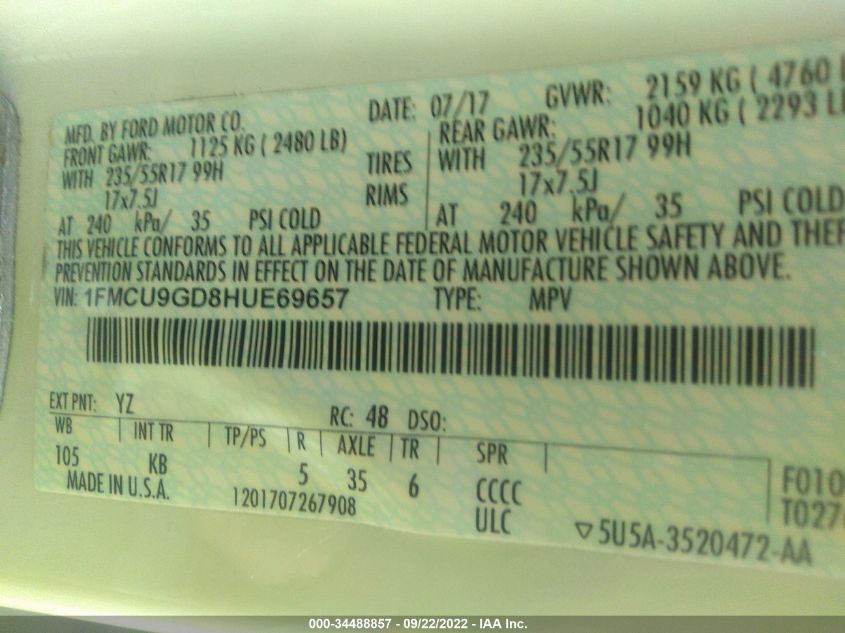 MFD. BY FORD MOTOR CO. DATE: 07/17 GVWR: 2159 KG ( 4760
FRONT GAWR: 1125 KG ( 2480 LB) REAR GAWR: 1040 KG ( 2293
WITH 235/55R17 99H TIRES WITH 235/55R17 99H
17x7.5J RIMS 17x7.5J
AT 240 kPa/ 35 PSI COLD AT 240 kPa/ 35 PSI COLD
THIS VEHICLE CONFORMS TO ALL APPLICABLE FEDERAL MOTOR VEHICLE SAFETY AND THEF
PREVENTION STANDARDS IN EFFECT ON THE DATE OF MANUFACTURE SHOWN ABOVE.
VIN: 1FMCU9GD8HUE69657 TYPE: MPV
EXT PNT: YZ RC: 48 DSO:
WB INT TR TP/PS R AXLE TR SPR
105 KB 5 35 6 CCCC F010
MADE IN U.S.A. 1201707267908 ULC ▽5U5A-3520472-AA
000-34488857 - 09/22/2022 - IAA Inc.